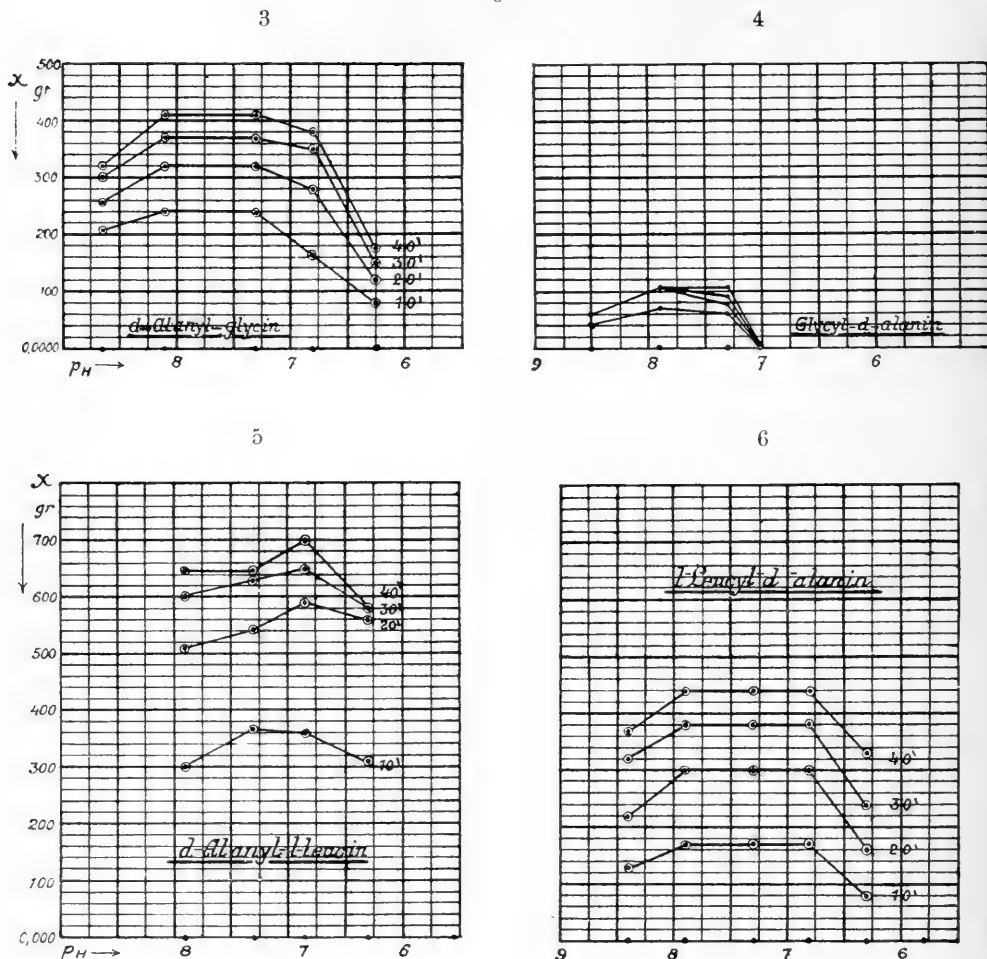 3
4
x
gr
500
400
300
200
100
0,0000
40'
30'
20'
10'
d-Alanyl-glycin
pH → 8 7 6
Glycyl-d-alanin
9 8 7 6
5
6
x
gr
700
600
500
400
300
200
100
0,000
40'
30'
20'
10'
d-Alanyl-l-leucin
pH → 8 7 6
l-Leucyl-d-alanin
40'
30'
20'
10'
9 8 7 6